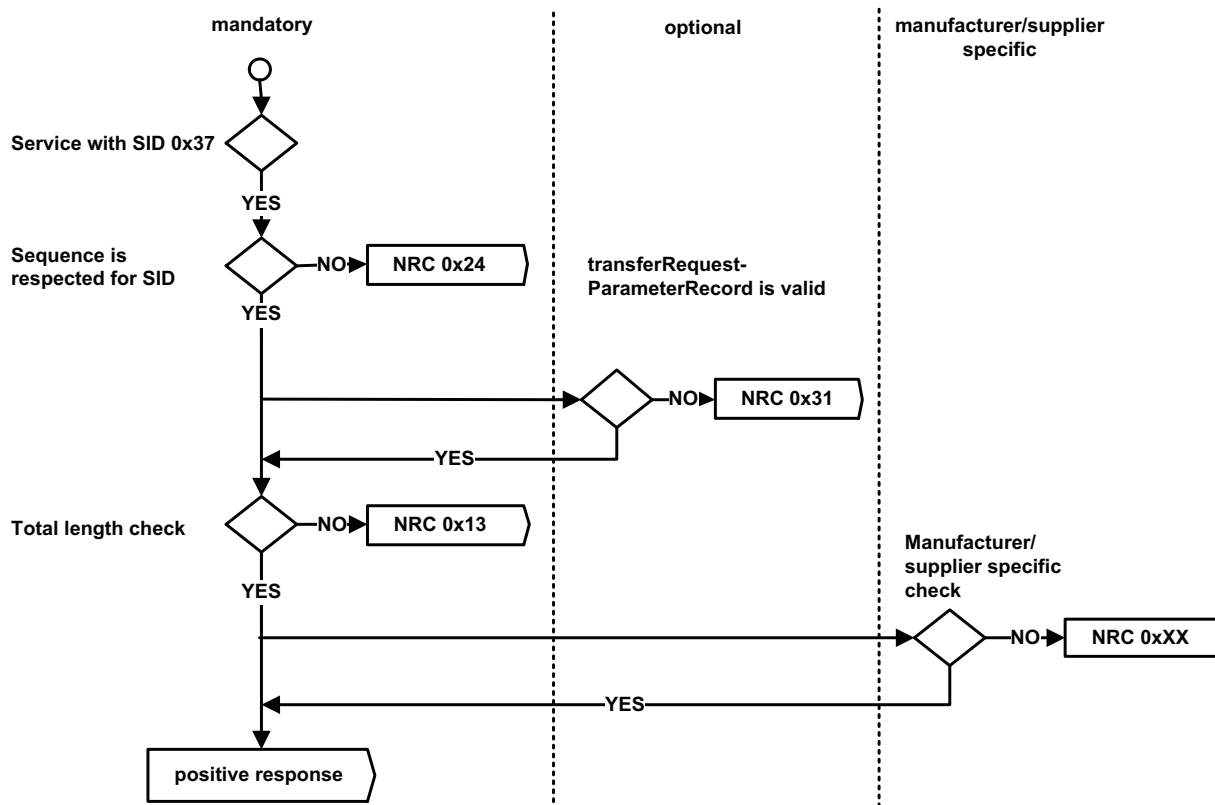 mandatory
optional
manufacturer/supplier
specific
Service with SID 0x37
YES
Sequence is
respected for SID
NO
NRC 0x24
YES
transferRequest-
ParameterRecord is valid
NO
NRC 0x31
YES
Total length check
NO
NRC 0x13
YES
Manufacturer/
supplier specific
check
NO
NRC 0xXX
YES
positive response